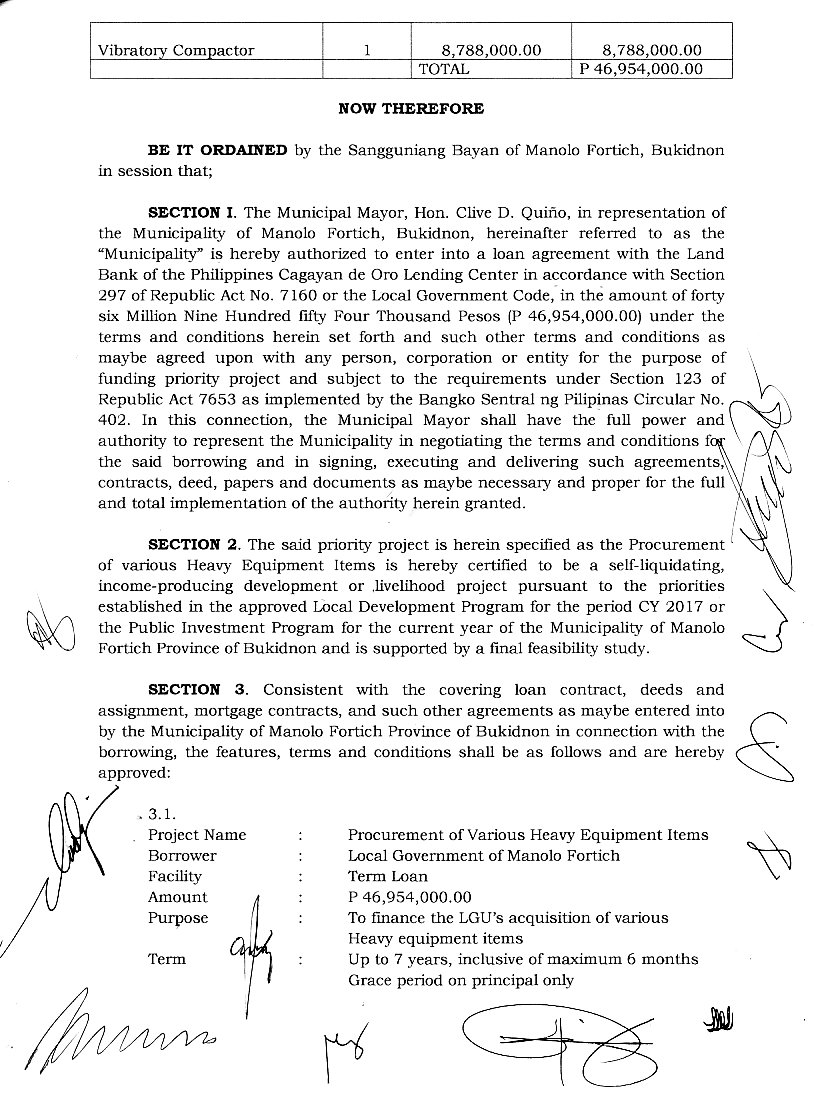 Vibratory Compactor 1 8,788,000.00 8,788,000.00
TOTAL P 46,954,000.00
NOW THEREFORE
BE IT ORDAINED by the Sangguniang Bayan of Manolo Fortich, Bukidnon
in session that;
SECTION I. The Municipal Mayor, Hon. Clive D. Quiño, in representation of
the Municipality of Manolo Fortich, Bukidnon, hereinafter referred to as the
“Municipality” is hereby authorized to enter into a loan agreement with the Land
Bank of the Philippines Cagayan de Oro Lending Center in accordance with Section
297 of Republic Act No. 7160 or the Local Government Code, in the amount of forty
six Million Nine Hundred fifty Four Thousand Pesos (P 46,954,000.00) under the
terms and conditions herein set forth and such other terms and conditions as
maybe agreed upon with any person, corporation or entity for the purpose of
funding priority project and subject to the requirements under Section 123 of
Republic Act 7653 as implemented by the Bangko Sentral ng Pilipinas Circular No.
402. In this connection, the Municipal Mayor shall have the full power and
authority to represent the Municipality in negotiating the terms and conditions for
the said borrowing and in signing, executing and delivering such agreements,
contracts, deed, papers and documents as maybe necessary and proper for the full
and total implementation of the authority herein granted.
SECTION 2. The said priority project is herein specified as the Procurement
of various Heavy Equipment Items is hereby certified to be a self-liquidating,
income-producing development or livelihood project pursuant to the priorities
established in the approved Local Development Program for the period CY 2017 or
the Public Investment Program for the current year of the Municipality of Manolo
Fortich Province of Bukidnon and is supported by a final feasibility study.
SECTION 3. Consistent with the covering loan contract, deeds and
assignment, mortgage contracts, and such other agreements as maybe entered into
by the Municipality of Manolo Fortich Province of Bukidnon in connection with the
borrowing, the features, terms and conditions shall be as follows and are hereby
approved:
3.1.
Project Name : Procurement of Various Heavy Equipment Items
Borrower : Local Government of Manolo Fortich
Facility : Term Loan
Amount : P 46,954,000.00
Purpose : To finance the LGU's acquisition of various
Heavy equipment items
Term : Up to 7 years, inclusive of maximum 6 months
Grace period on principal only